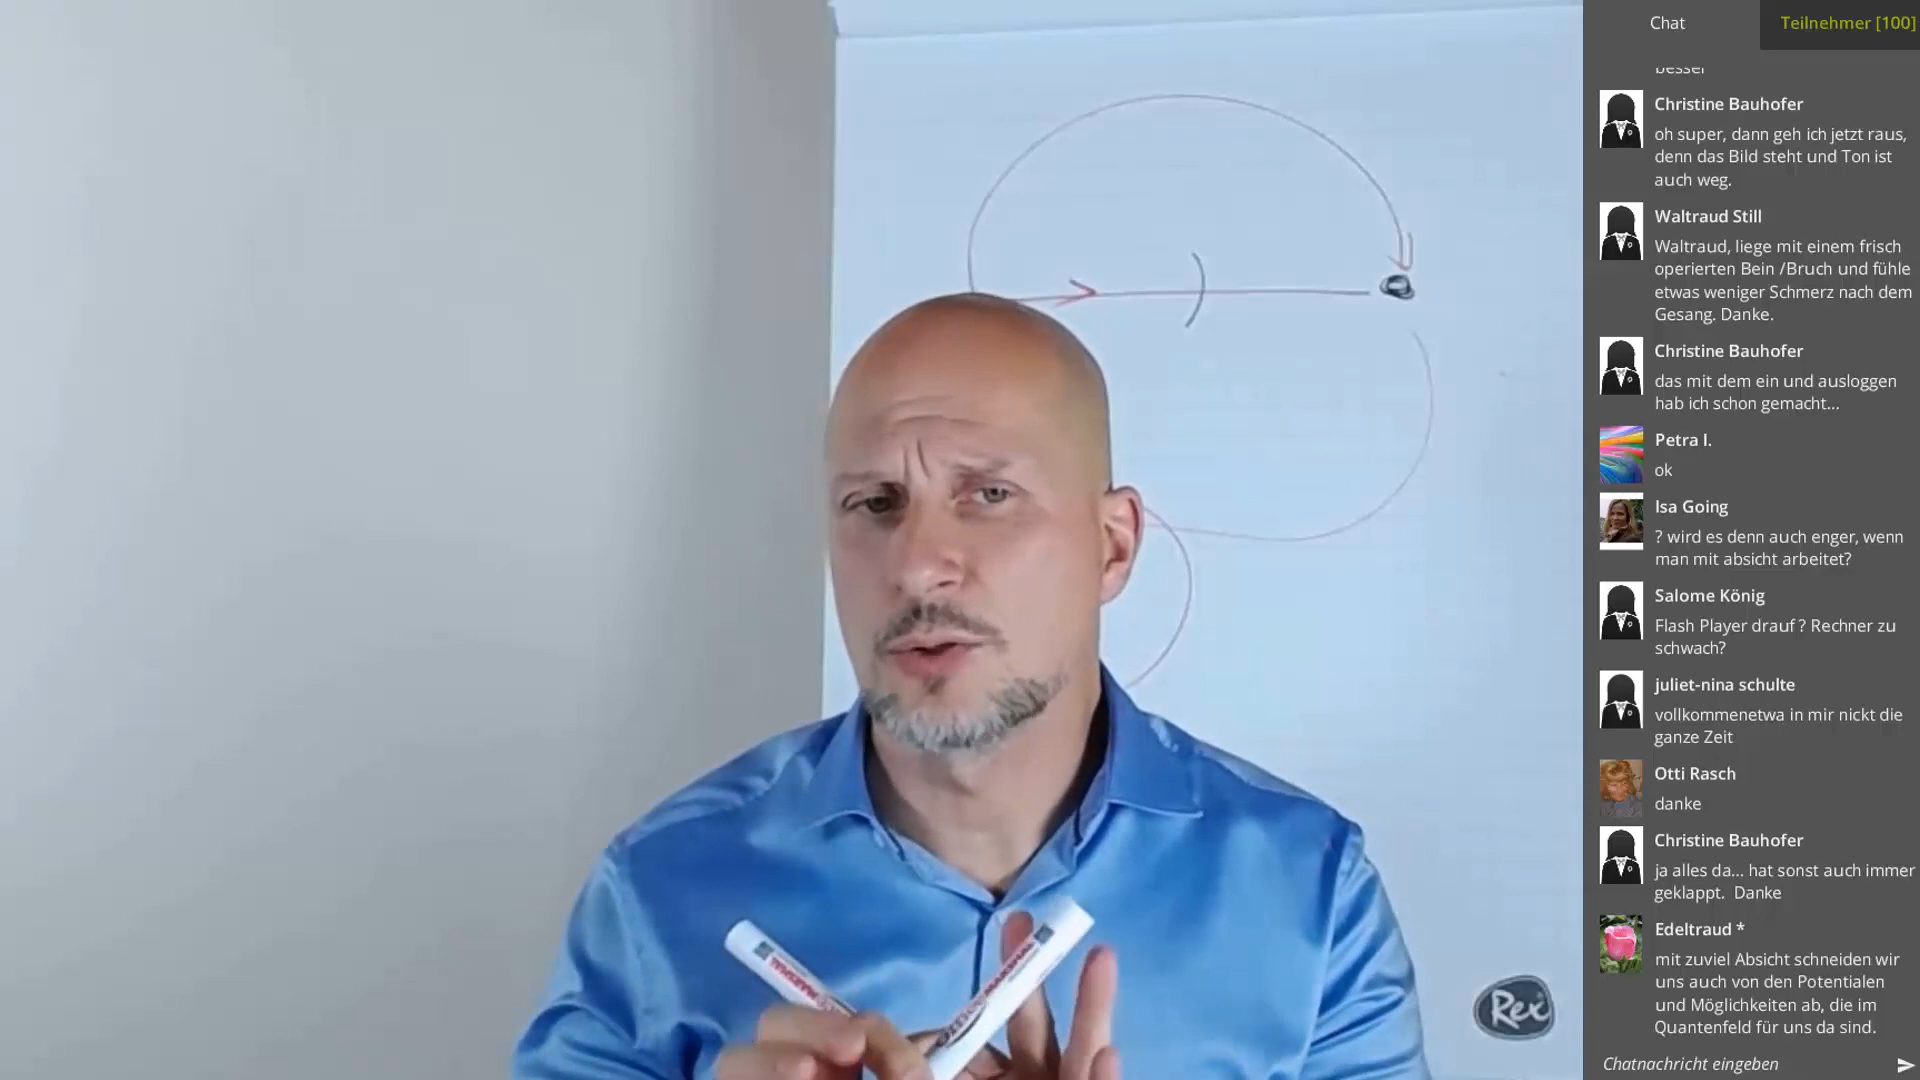 Chat
Teilnehmer [100]
besser
Christine Bauhofer
oh super, dann geh ich jetzt raus,
denn das Bild steht und Ton ist
auch weg.
Waltraud Still
Waltraud, liege mit einem frisch
operierten Bein /Bruch und fühle
etwas weniger Schmerz nach dem
Gesang. Danke.
Christine Bauhofer
das mit dem ein und ausloggen
hab ich schon gemacht...
Petra I.
ok
Isa Going
? wird es denn auch enger, wenn
man mit absicht arbeitet?
Salome König
Flash Player drauf ? Rechner zu
schwach?
juliet-nina schulte
vollkommenetwa in mir nickt die
ganze Zeit
Otti Rasch
danke
Christine Bauhofer
ja alles da... hat sonst auch immer
geklappt. Danke
Edeltraud *
mit zuviel Absicht schneiden wir
uns auch von den Potentialen
und Möglichkeiten ab, die im
Quantenfeld für uns da sind.
Chatnachricht eingeben
Rex